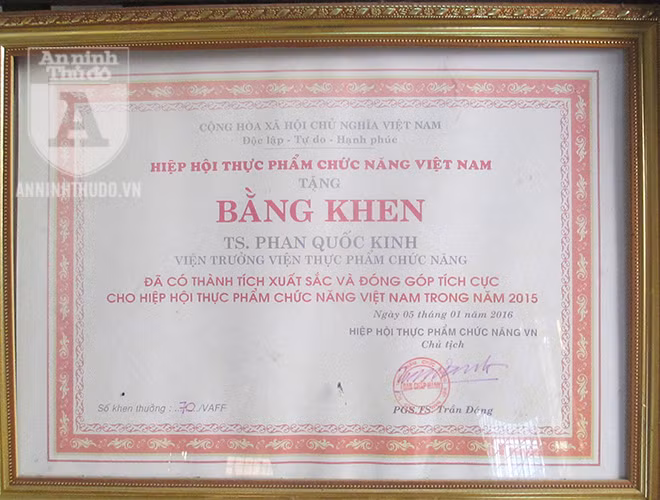 An ninh
Thủ đô
A
ANNINHTHUDO.VN
CỘNG HÒA XÃ HỘI CHỦ NGHĨA VIỆT NAM
Độc lập - Tự do - Hạnh phúc
HIỆP HỘI THỰC PHẨM CHỨC NĂNG VIỆT NAM
TẶNG
BẰNG KHEN
TS. PHAN QUỐC KINH
VIỆN TRƯỞNG VIỆN THỰC PHẨM CHỨC NĂNG
ĐÃ CÓ THÀNH TÍCH XUẤT SẮC VÀ ĐÓNG GÓP TÍCH CỰC
CHO HIỆP HỘI THỰC PHẨM CHỨC NĂNG VIỆT NAM TRONG NĂM 2015
Ngày 05 tháng 01 năm 2016
HIỆP HỘI THỰC PHẨM CHỨC NĂNG VN
Chủ tịch
Số khen thưởng : 70 /VAFF
PGS.TS. Trần Đáng